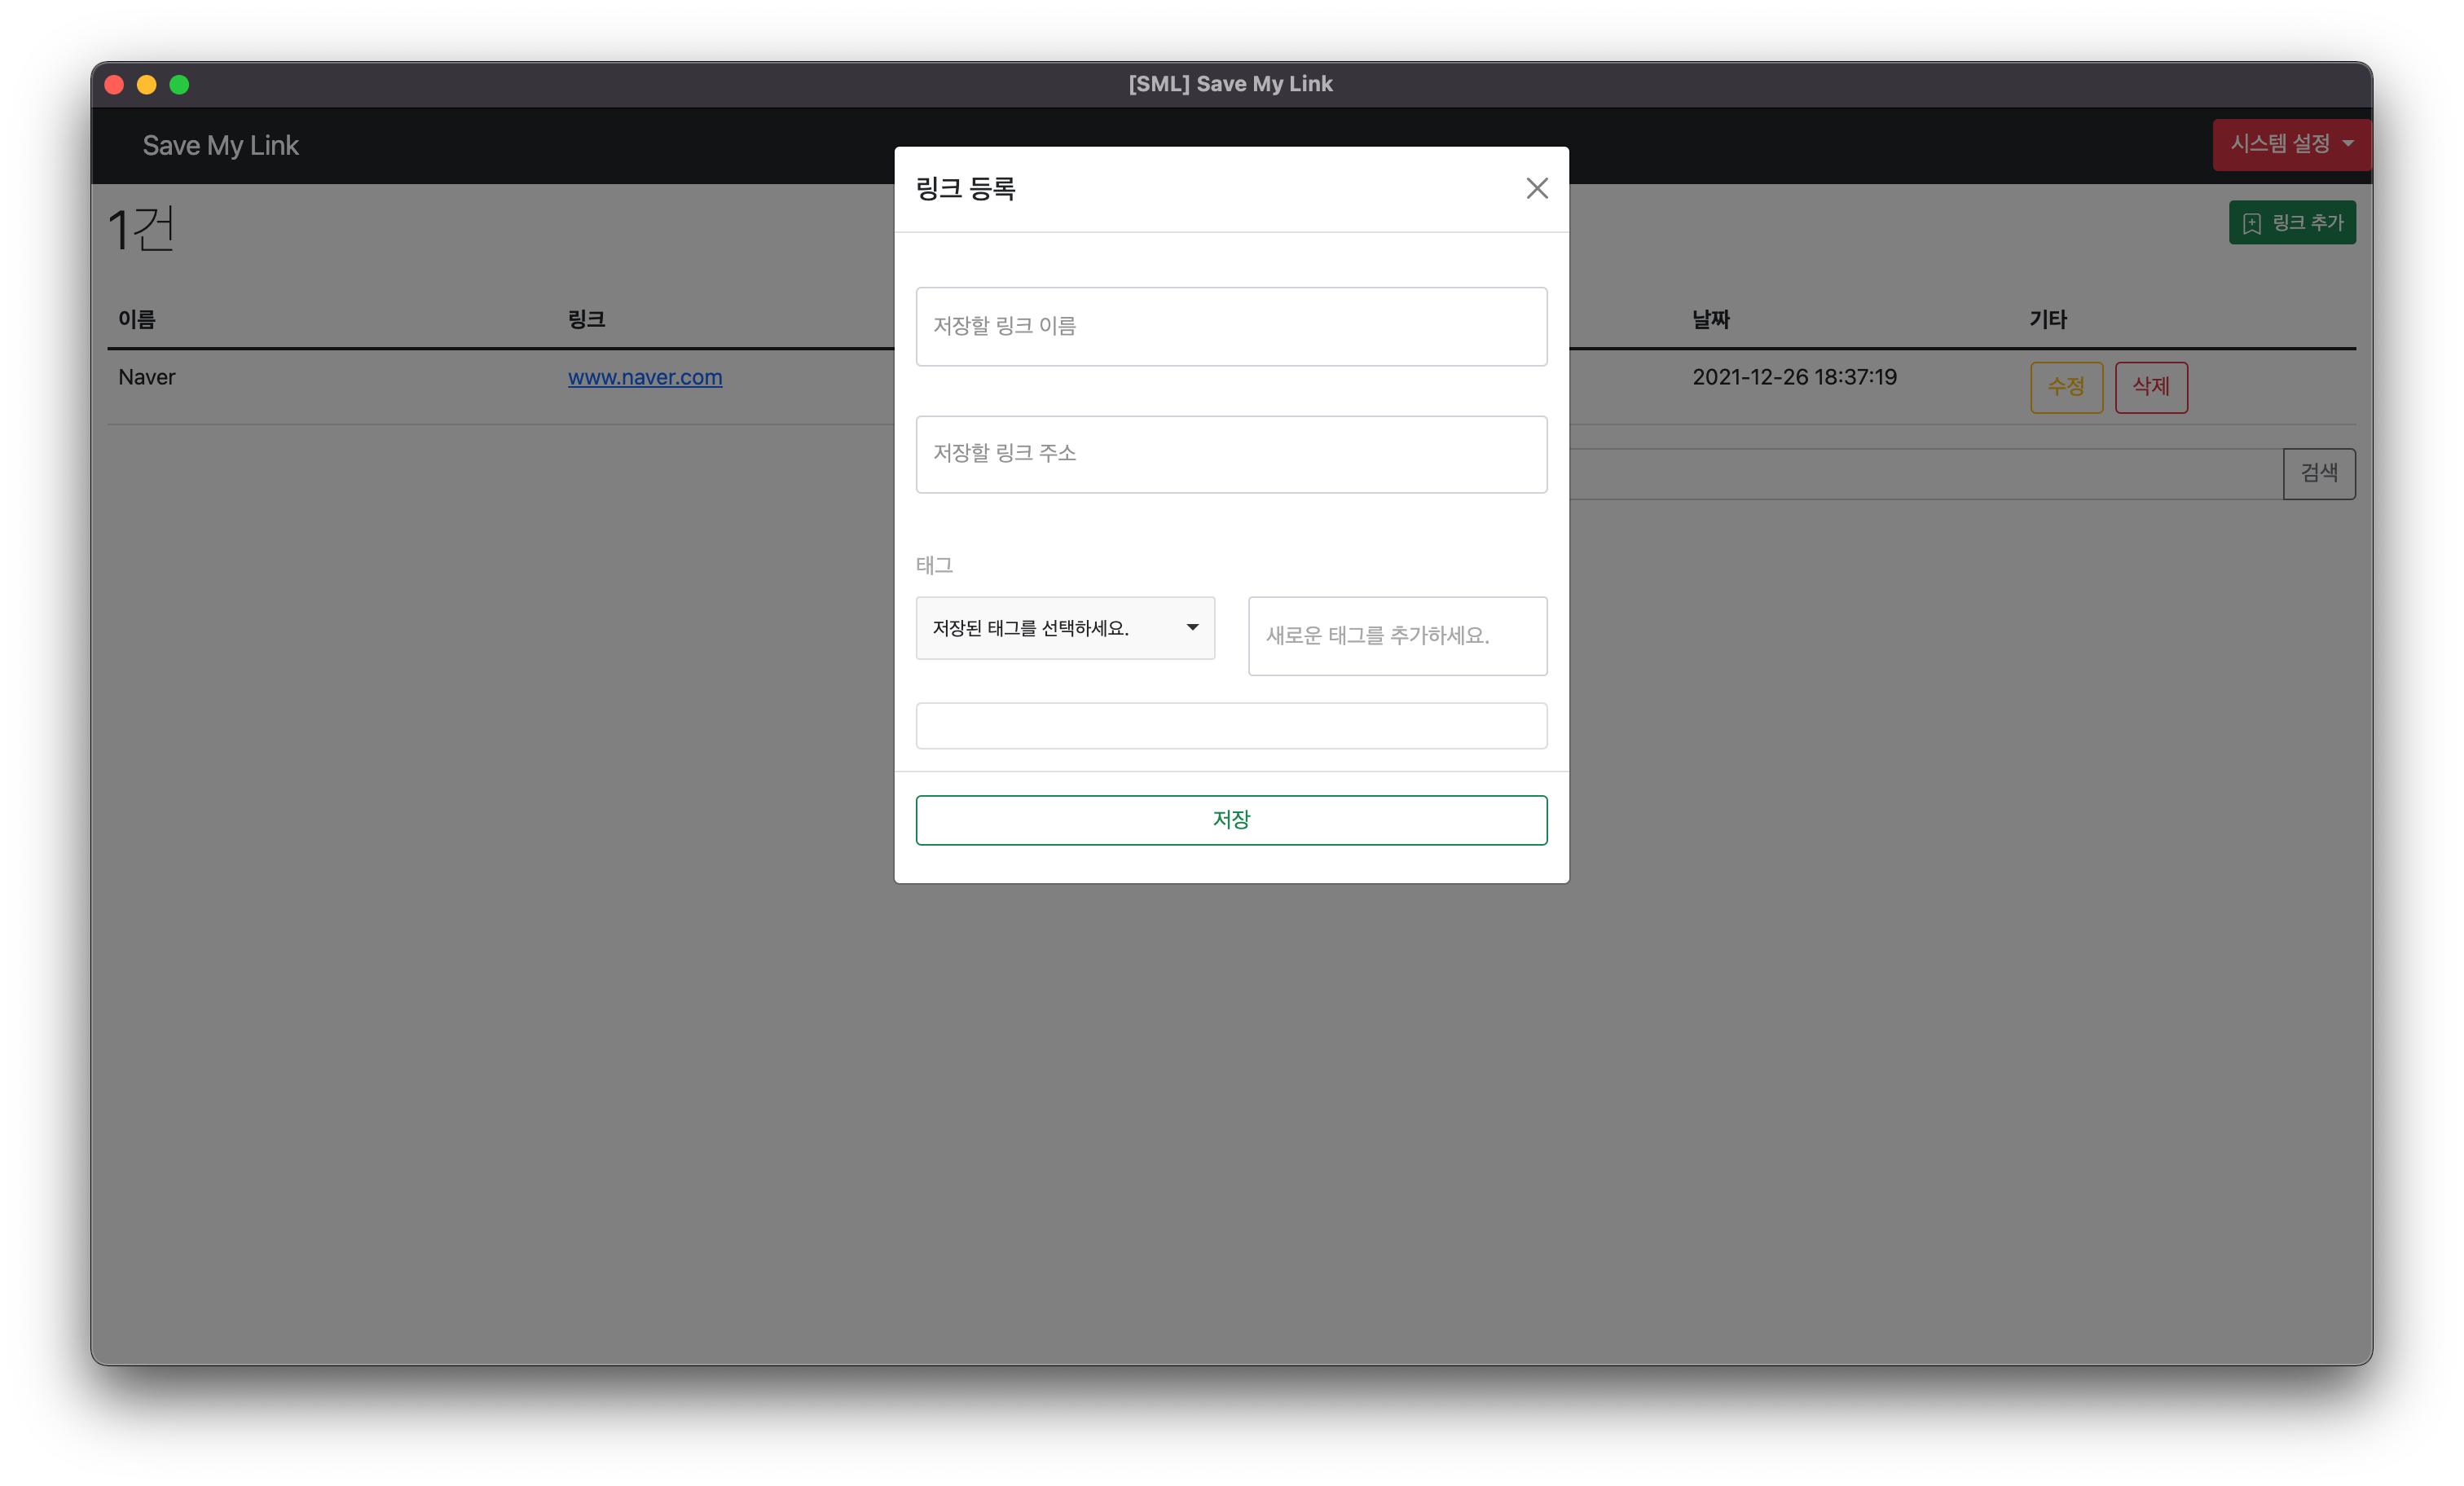 [SML] Save My Link
Save My Link
시스템 설정
1건
링크 추가
이름 링크 날짜 기타
Naver www.naver.com 2021-12-26 18:37:19 수정 삭제
검색
링크 등록
저장할 링크 이름
저장할 링크 주소
태그
저장된 태그를 선택하세요.
새로운 태그를 추가하세요.
저장